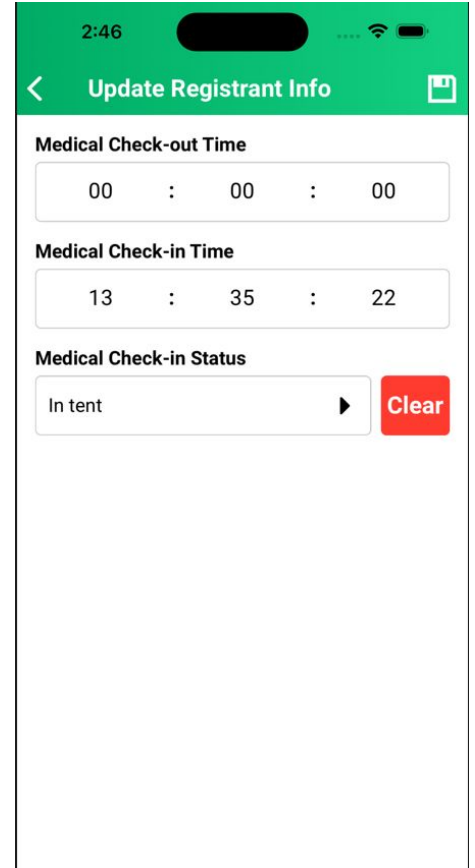 2:46
Update Registrant Info
Medical Check-out Time
00 : 00 : 00
Medical Check-in Time
13 : 35 : 22
Medical Check-in Status
In tent
Clear